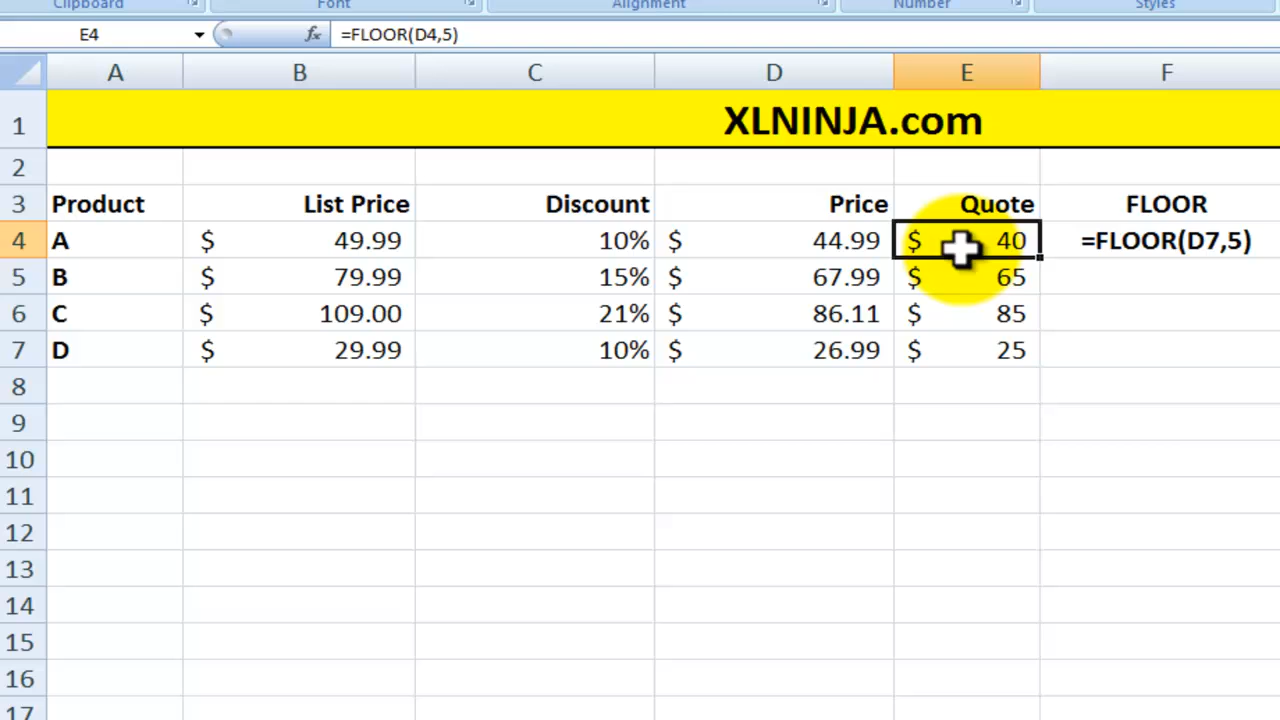 Clipboard Font Alignment Number Styles
E4 fx =FLOOR(D4,5)
A B C D E F
1 XLNINJA.com
2
3 Product List Price Discount Price Quote FLOOR
4 A $ 49.99 10% $ 44.99 $ 40 =FLOOR(D7,5)
5 B $ 79.99 15% $ 67.99 $ 65
6 C $ 109.00 21% $ 86.11 $ 85
7 D $ 29.99 10% $ 26.99 $ 25
8
9
10
11
12
13
14
15
16
17